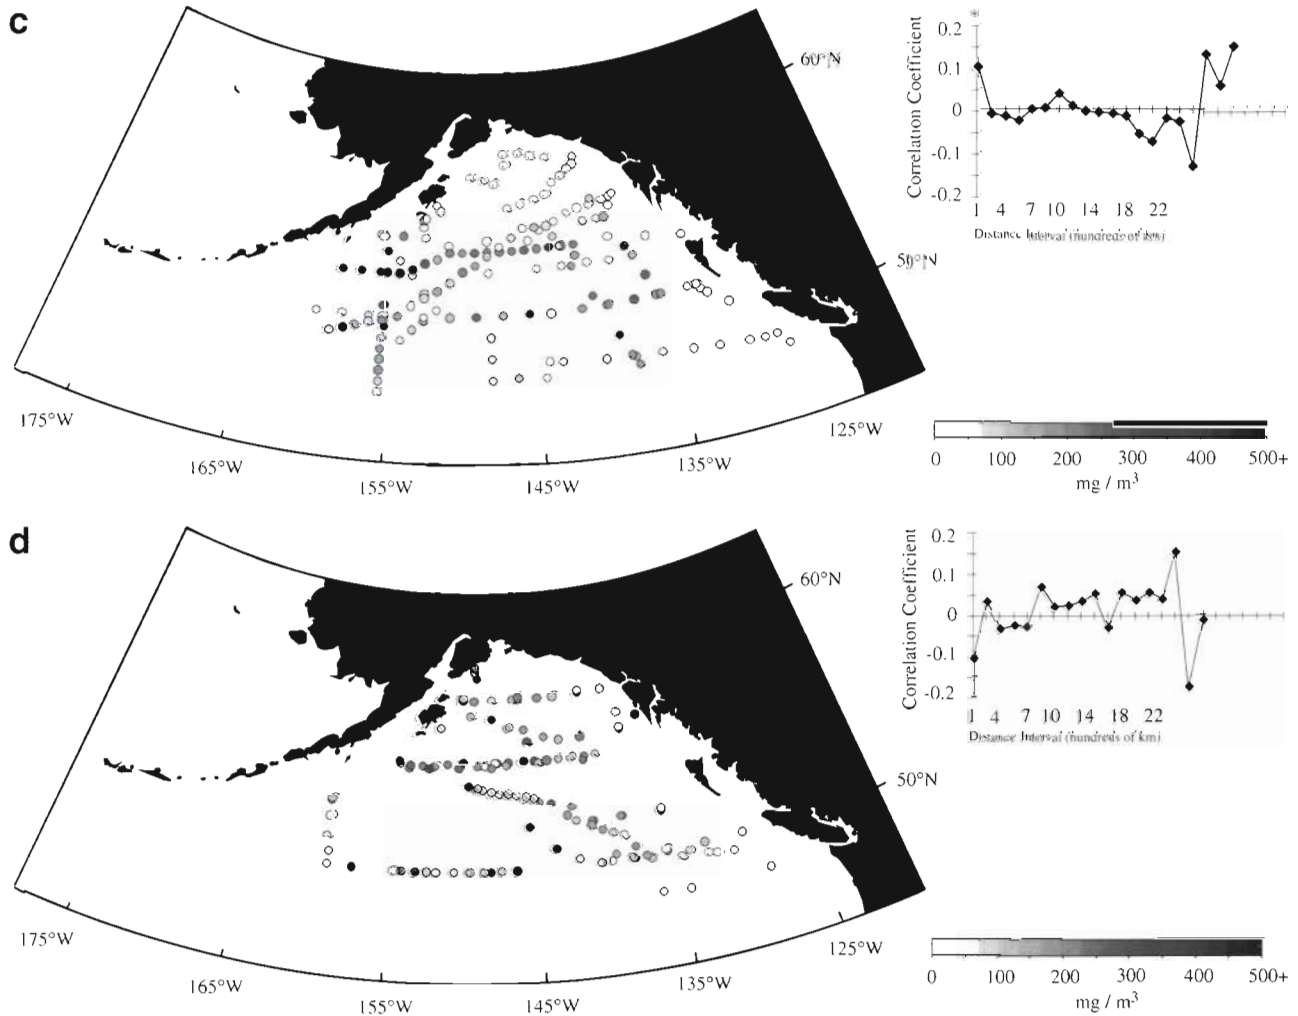 c
60°N
50°N
175°W
165°W
155°W
145°W
135°W
125°W
Correlation Coefficient
*
0.2
0.1
0
-0.1
-0.2
1 4 7 10 14 18 22
Distance Interval (hundreds of km)
0 100 200 300 400 500+
mg / m³
d
60°N
50°N
175°W
165°W
155°W
145°W
135°W
125°W
Correlation Coefficient
0.2
0.1
0
-0.1
-0.2
1 4 7 10 14 18 22
Distance Interval (hundreds of km)
0 100 200 300 400 500+
mg / m³